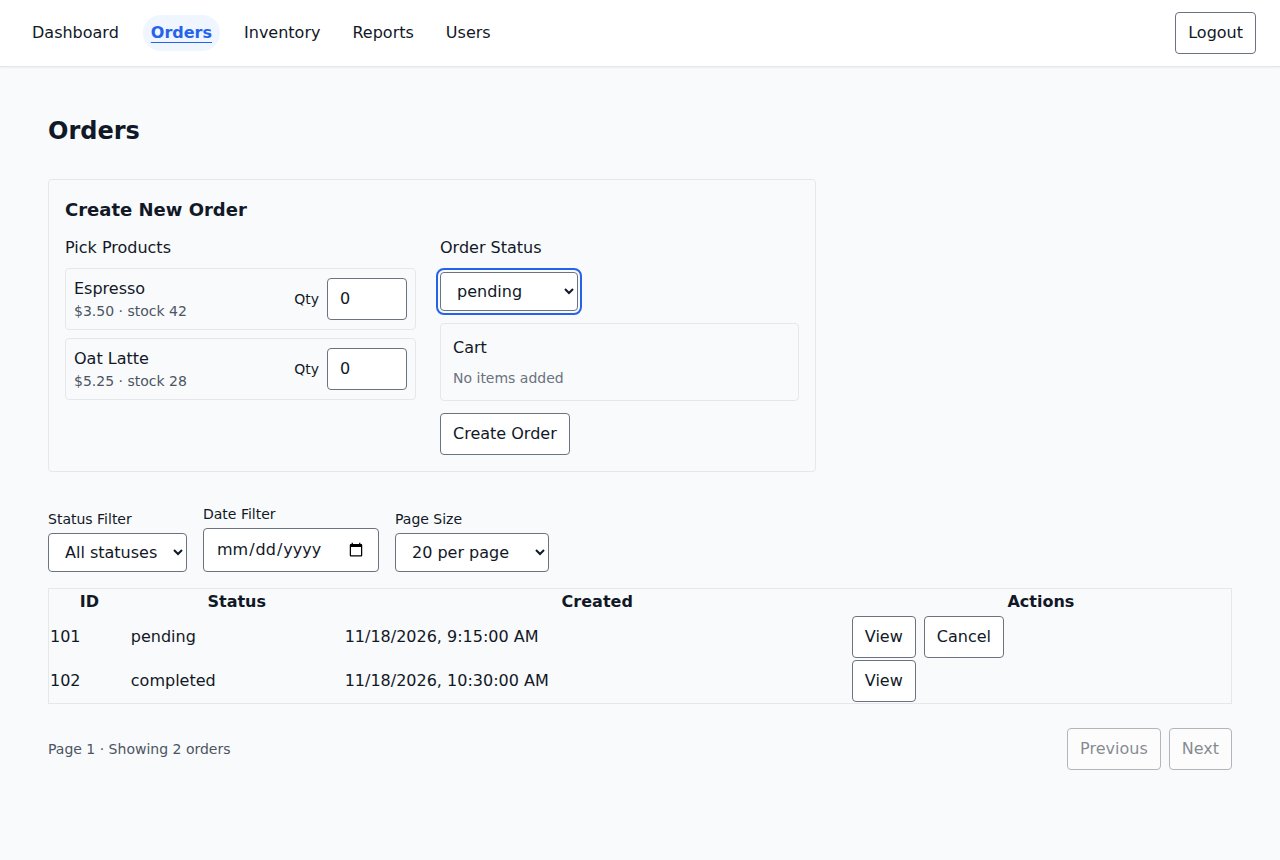 Dashboard Orders Inventory Reports Users Logout
Orders
Create New Order
Pick Products
Espresso
$3.50 · stock 42
Qty 0
Oat Latte
$5.25 · stock 28
Qty 0
Order Status
pending
Cart
No items added
Create Order
Status Filter
All statuses
Date Filter
mm/dd/yyyy
Page Size
20 per page
ID Status Created Actions
101 pending 11/18/2026, 9:15:00 AM View Cancel
102 completed 11/18/2026, 10:30:00 AM View
Page 1 · Showing 2 orders Previous Next